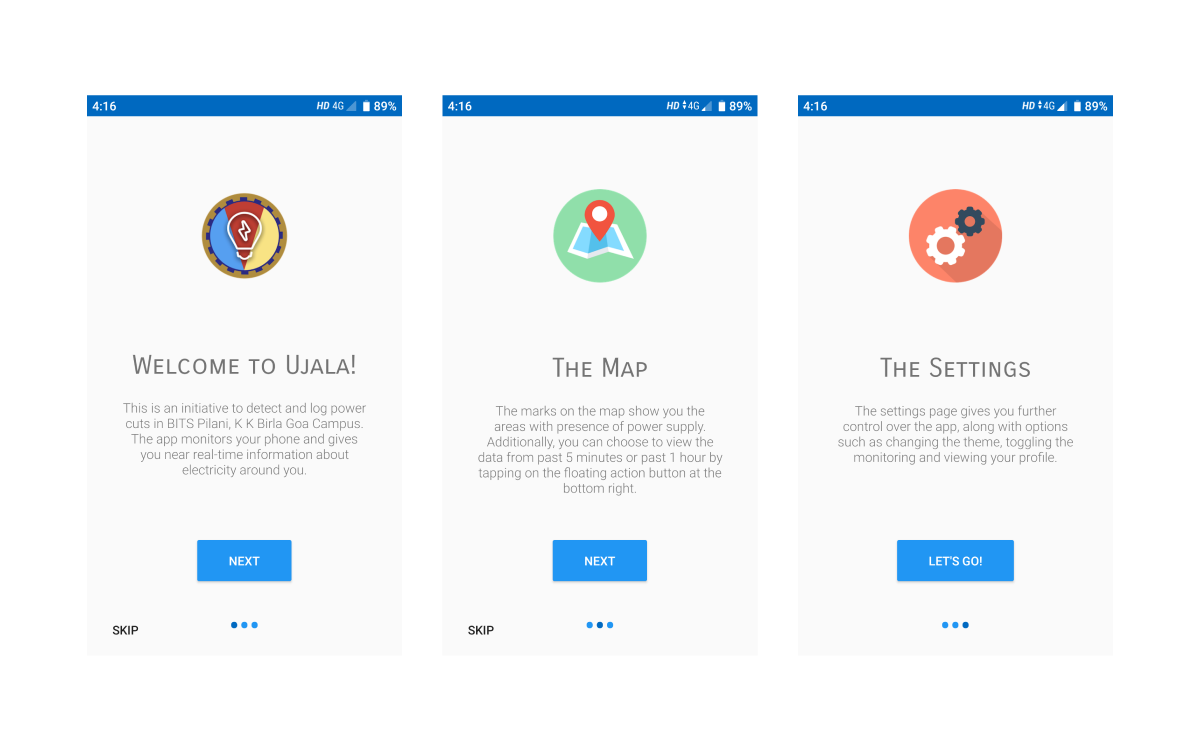 4:16
HD 4G 89%
Welcome to Ujala!
This is an initiative to detect and log power
cuts in BITS Pilani, K K Birla Goa Campus.
The app monitors your phone and gives
you near real-time information about
electricity around you.
NEXT
SKIP
4:16
HD 4G 89%
The Map
The marks on the map show you the
areas with presence of power supply.
Additionally, you can choose to view the
data from past 5 minutes or past 1 hour by
tapping on the floating action button at the
bottom right.
NEXT
SKIP
4:16
HD 4G 89%
The Settings
The settings page gives you further
control over the app, along with options
such as changing the theme, toggling the
monitoring and viewing your profile.
LET'S GO!